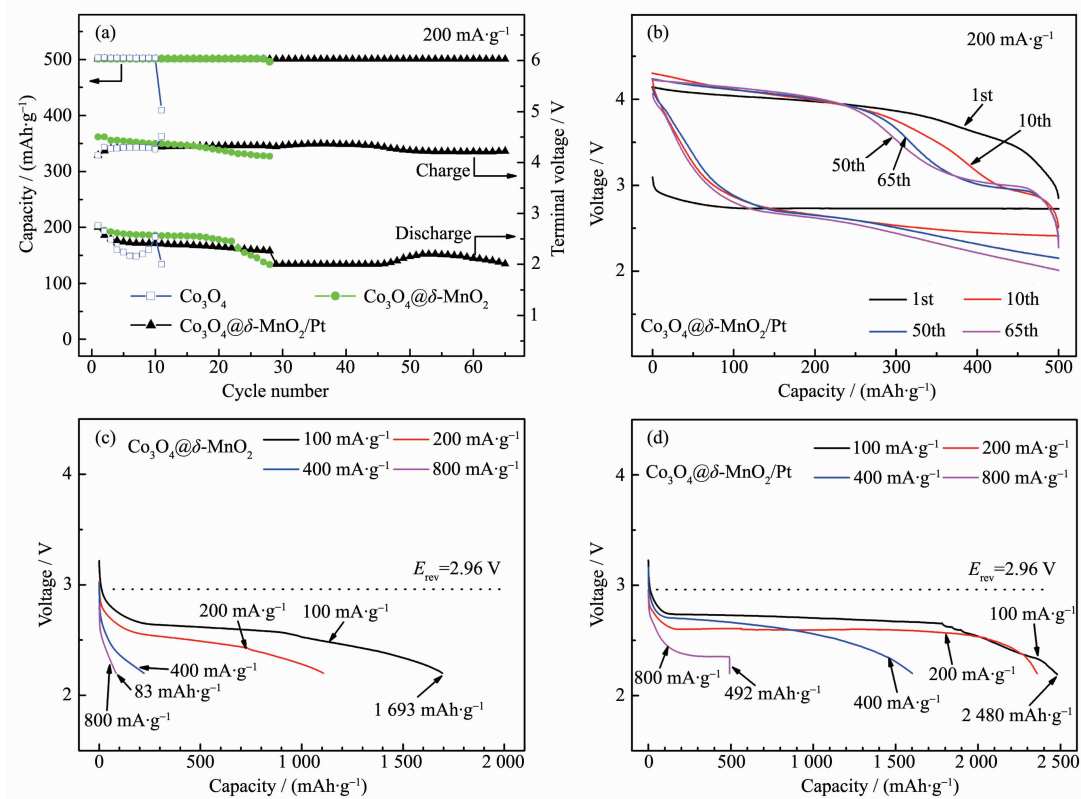 (a)
200 mA·g⁻¹
Capacity / (mAh·g⁻¹)
500
400
300
200
100
0
Charge
Discharge
Co₃O₄
Co₃O₄@δ-MnO₂
Co₃O₄@δ-MnO₂/Pt
6
5
4
3
2
1
0
Terminal voltage / V
0 10 20 30 40 50 60
Cycle number
(b)
200 mA·g⁻¹
Voltage / V
4
3
2
1st
10th
50th
65th
1st
10th
50th
65th
Co₃O₄@δ-MnO₂/Pt
0 100 200 300 400 500
Capacity / (mAh·g⁻¹)
(c)
Co₃O₄@δ-MnO₂
100 mA·g⁻¹
200 mA·g⁻¹
400 mA·g⁻¹
800 mA·g⁻¹
Voltage / V
4
3
2
Eᵣₑᵥ=2.96 V
200 mA·g⁻¹
100 mA·g⁻¹
400 mA·g⁻¹
83 mAh·g⁻¹
800 mA·g⁻¹
1 693 mAh·g⁻¹
0 500 1 000 1 500 2 000
Capacity / (mAh·g⁻¹)
(d)
Co₃O₄@δ-MnO₂/Pt
100 mA·g⁻¹
200 mA·g⁻¹
400 mA·g⁻¹
800 mA·g⁻¹
Voltage / V
4
3
2
Eᵣₑᵥ=2.96 V
100 mA·g⁻¹
800 mA·g⁻¹
492 mAh·g⁻¹
200 mA·g⁻¹
400 mA·g⁻¹
2 480 mAh·g⁻¹
0 500 1 000 1 500 2 000 2 500
Capacity / (mAh·g⁻¹)